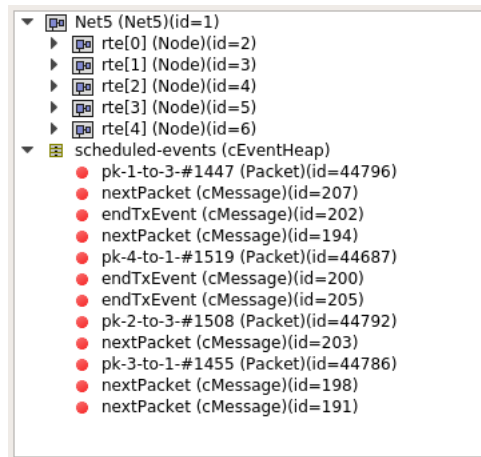 Net5 (Net5)(id=1)
rte[0] (Node)(id=2)
rte[1] (Node)(id=3)
rte[2] (Node)(id=4)
rte[3] (Node)(id=5)
rte[4] (Node)(id=6)
scheduled-events (cEventHeap)
pk-1-to-3-#1447 (Packet)(id=44796)
nextPacket (cMessage)(id=207)
endTxEvent (cMessage)(id=202)
nextPacket (cMessage)(id=194)
pk-4-to-1-#1519 (Packet)(id=44687)
endTxEvent (cMessage)(id=200)
endTxEvent (cMessage)(id=205)
pk-2-to-3-#1508 (Packet)(id=44792)
nextPacket (cMessage)(id=203)
pk-3-to-1-#1455 (Packet)(id=44786)
nextPacket (cMessage)(id=198)
nextPacket (cMessage)(id=191)